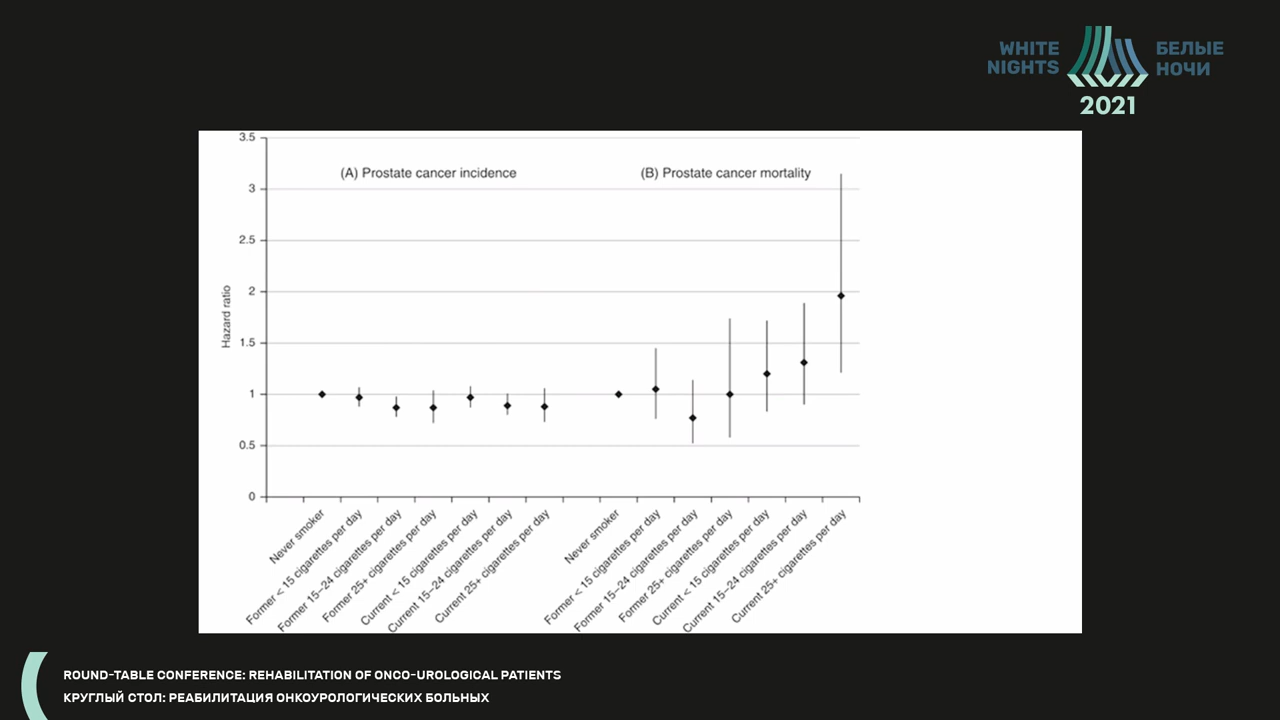 WHITE
NIGHTS
БЕЛЫЕ
НОЧИ
2021
(A) Prostate cancer incidence
(B) Prostate cancer mortality
Hazard ratio
3.5
3
2.5
2
1.5
1
0.5
0
Never smoker
Former < 15 cigarettes per day
Former 15–24 cigarettes per day
Former 25+ cigarettes per day
Current < 15 cigarettes per day
Current 15–24 cigarettes per day
Current 25+ cigarettes per day
Never smoker
Former < 15 cigarettes per day
Former 15–24 cigarettes per day
Former 25+ cigarettes per day
Current < 15 cigarettes per day
Current 15–24 cigarettes per day
Current 25+ cigarettes per day
ROUND-TABLE CONFERENCE: REHABILITATION OF ONCO-UROLOGICAL PATIENTS
КРУГЛЫЙ СТОЛ: РЕАБИЛИТАЦИЯ ОНКОУРОЛОГИЧЕСКИХ БОЛЬНЫХ